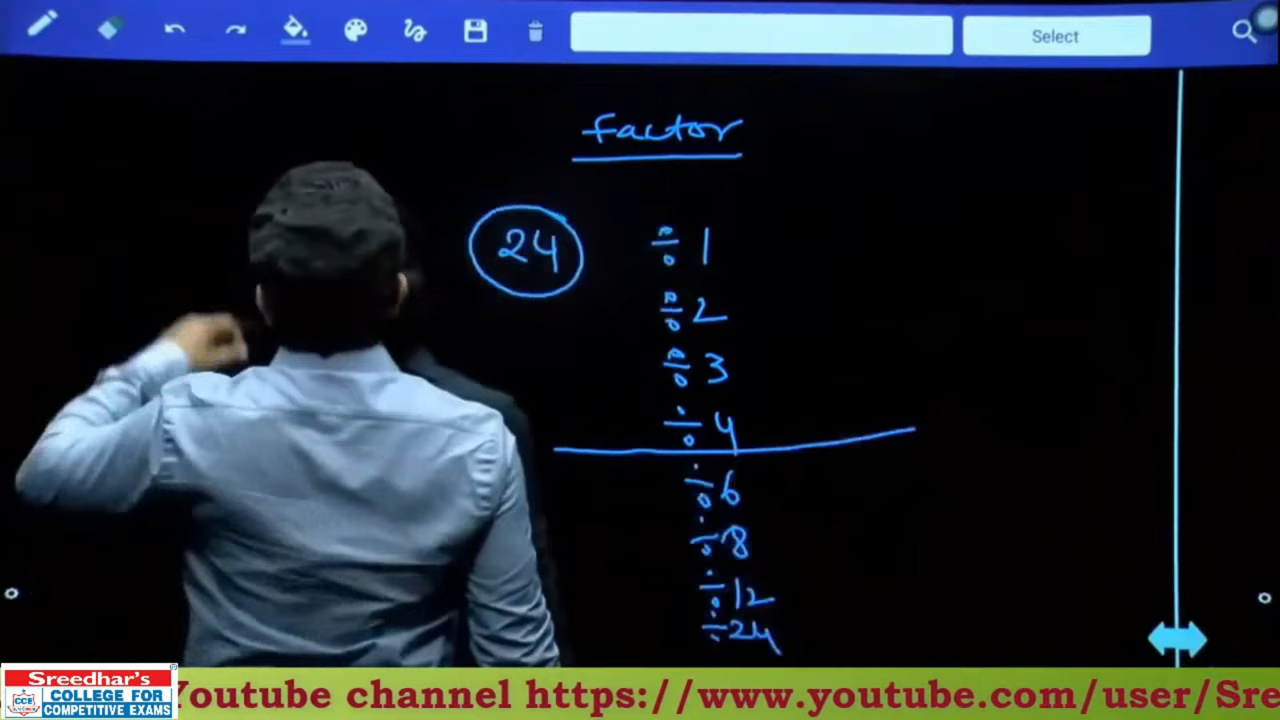 Select
factor
24 ÷ 1
÷ 2
÷ 3
÷ 4
÷ 6
÷ 8
÷ 12
÷ 24
Sreedhar's
CCE
COLLEGE FOR
COMPETITIVE EXAMS
Youtube channel https://www.youtube.com/user/Sre